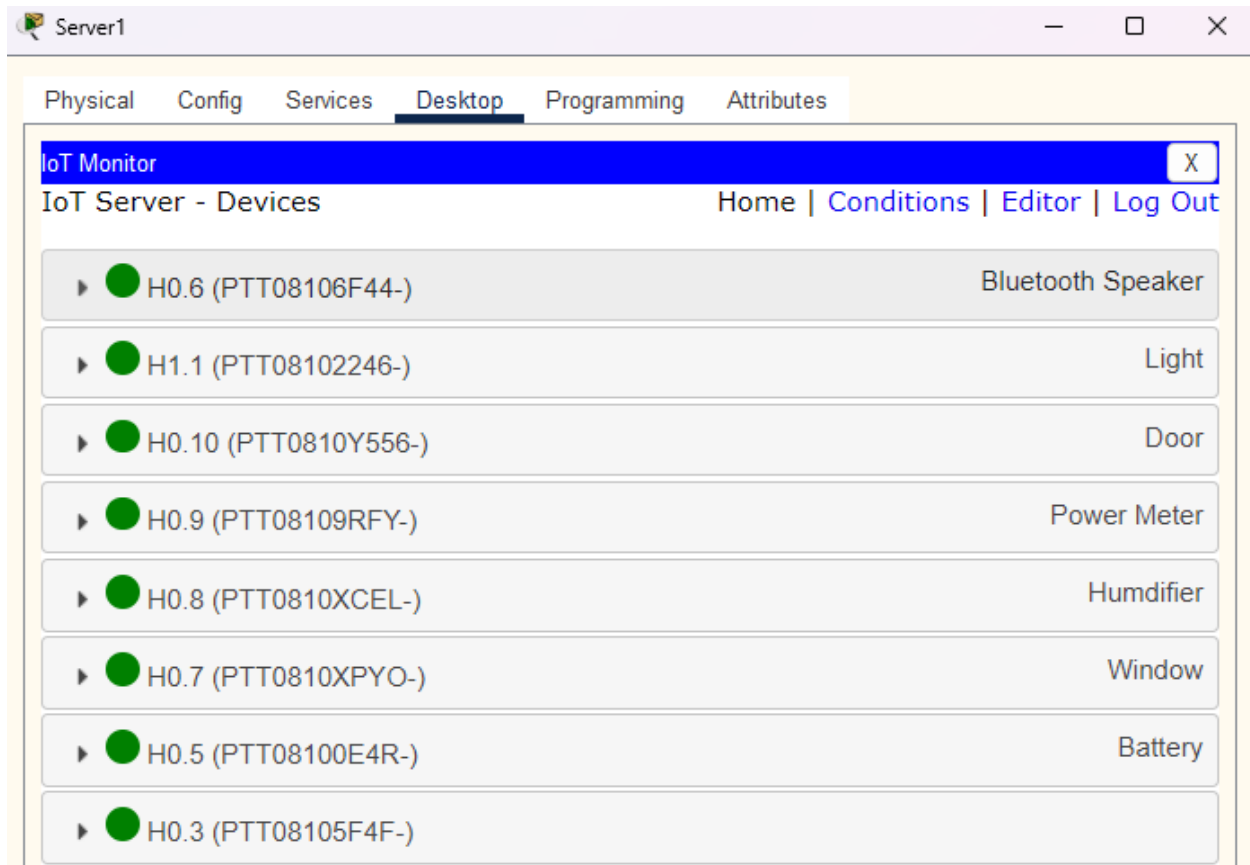 Server1
Physical Config Services Desktop Programming Attributes
IoT Monitor X
IoT Server - Devices Home | Conditions | Editor | Log Out
H0.6 (PTT08106F44-) Bluetooth Speaker
H1.1 (PTT08102246-) Light
H0.10 (PTT0810Y556-) Door
H0.9 (PTT08109RFY-) Power Meter
H0.8 (PTT0810XCEL-) Humdifier
H0.7 (PTT0810XPYO-) Window
H0.5 (PTT08100E4R-) Battery
H0.3 (PTT08105F4F-)